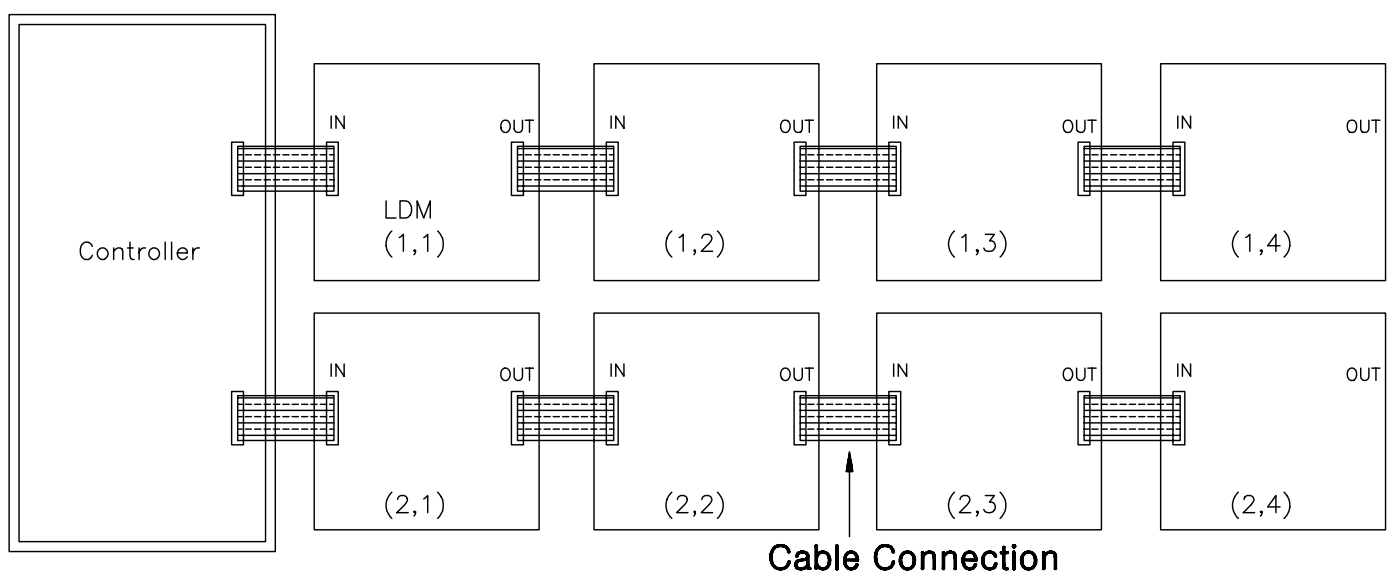 IN OUT IN OUT IN OUT IN OUT
LDM
Controller (1,1) (1,2) (1,3) (1,4)
IN OUT IN OUT IN OUT IN OUT
(2,1) (2,2) (2,3) (2,4)
Cable Connection